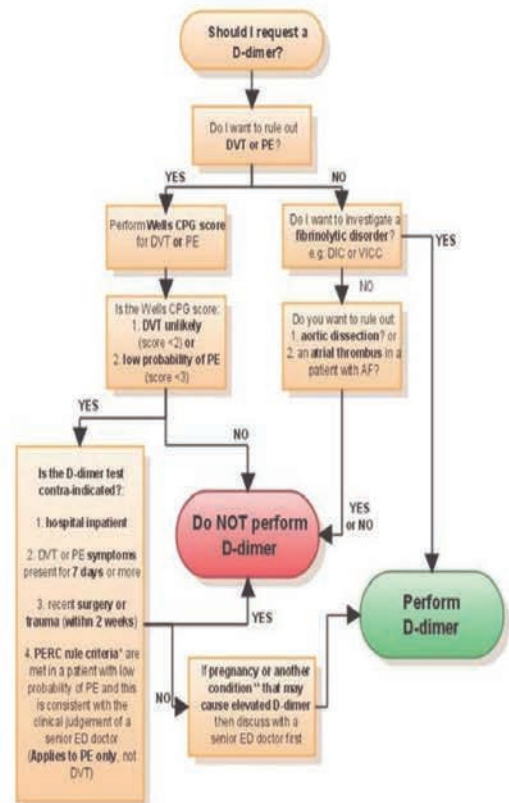 Should I request a
D-dimer?
Do I want to rule out
DVT or PE?
YES
NO
Perform Wells CPG score
for DVT or PE
Do I want to investigate a
fibrinolytic disorder?
e.g: DIC or VICC
YES
NO
Is the Wells CPG score:
1. DVT unlikely
(score <2) or
2. low probability of PE
(score <3)
Do you want to rule out:
1. aortic dissection? or
2. an atrial thrombus in a
patient with AF?
YES
NO
YES
or NO
Is the D-dimer test
contra-indicated?:
1. hospital inpatient
2. DVT or PE symptoms
present for 7 days or more
3. recent surgery or
trauma (withihn 2 weeks)
4. PERC rule criteria* are
met in a patient with low
probability of PE and this
is consistent with the
clinical judgement of a
senior ED doctor
(Applies to PE only, not
DVT)
Do NOT perform
D-dimer
YES
NO
If pregnancy or another
condition** that may
cause elevated D-dimer
then discuss with a
senior ED doctor first
Perform
D-dimer